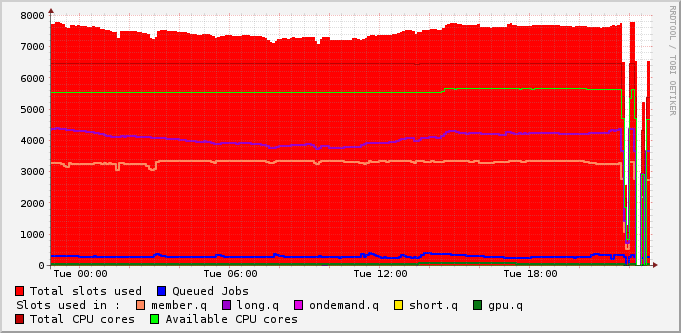 8000
7000
6000
5000
4000
3000
2000
1000
0
Tue 00:00 Tue 06:00 Tue 12:00 Tue 18:00
Total slots used Queued Jobs
Slots used in : member.q long.q ondemand.q short.q gpu.q
Total CPU cores Available CPU cores
RRDTOOL / TOBI OETIKER